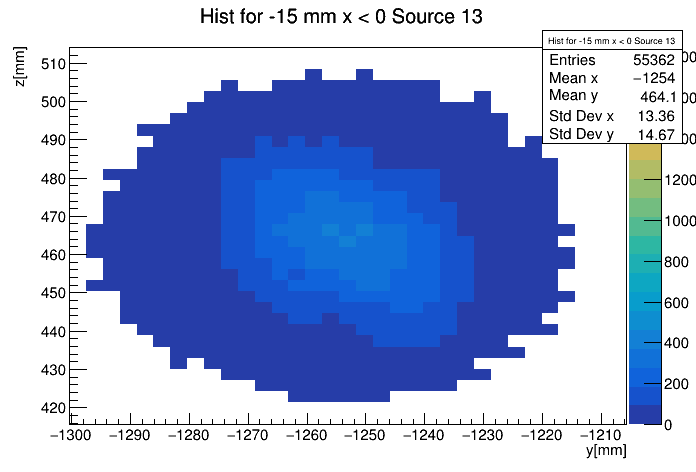 Hist for -15 mm x < 0 Source 13
Hist for -15 mm x < 0 Source 13
Entries 55362
Mean x −1254
Mean y 464.1
Std Dev x 13.36
Std Dev y 14.67
z[mm]
510
500
490
480
470
460
450
440
430
420
−1300 −1290 −1280 −1270 −1260 −1250 −1240 −1230 −1220 −1210
y[mm]
1200
1000
800
600
400
200
0